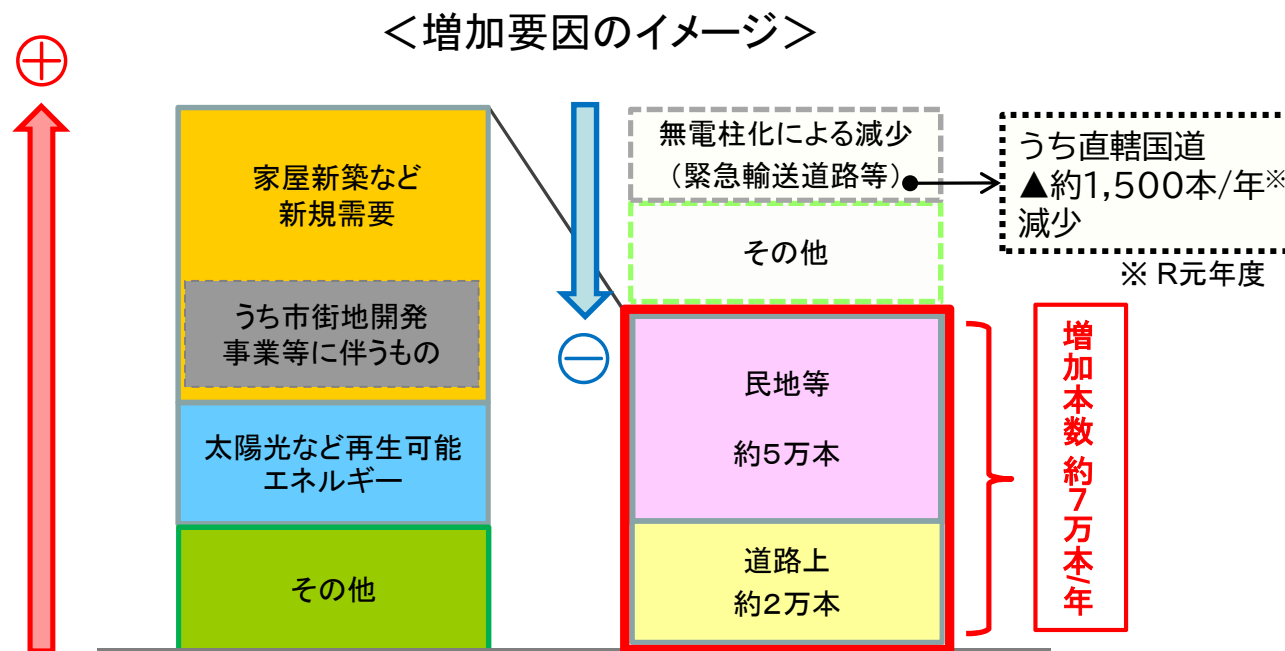 ＜増加要因のイメージ＞
家屋新築など
新規需要
うち市街地開発
事業等に伴うもの
太陽光など再生可能
エネルギー
その他
無電柱化による減少
（緊急輸送道路等）
その他
民地等
約5万本
道路上
約2万本
うち直轄国道
▲約1,500本/年※
減少
※ R元年度
増加本数 約7万本/年